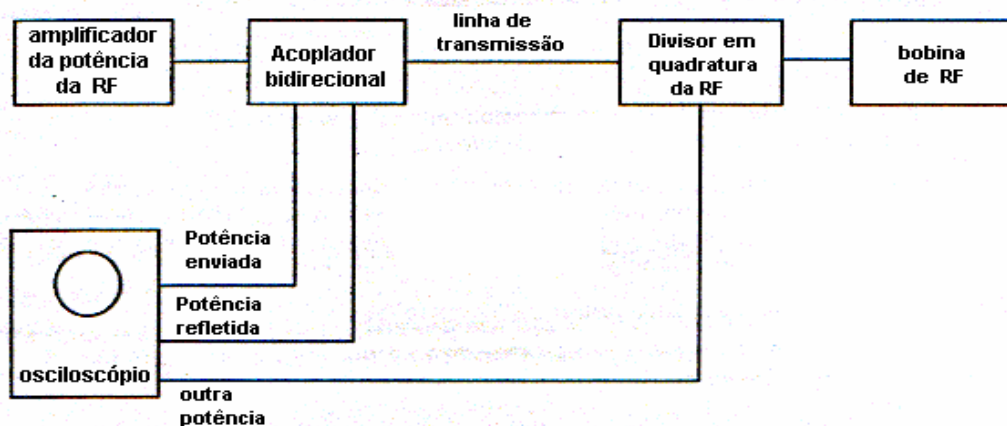 amplificador
da potência
da RF
Acoplador
bidirecional
linha de
transmissão
Divisor em
quadratura
da RF
bobina
de RF
Potência
enviada
Potência
refletida
osciloscópio
outra
potência